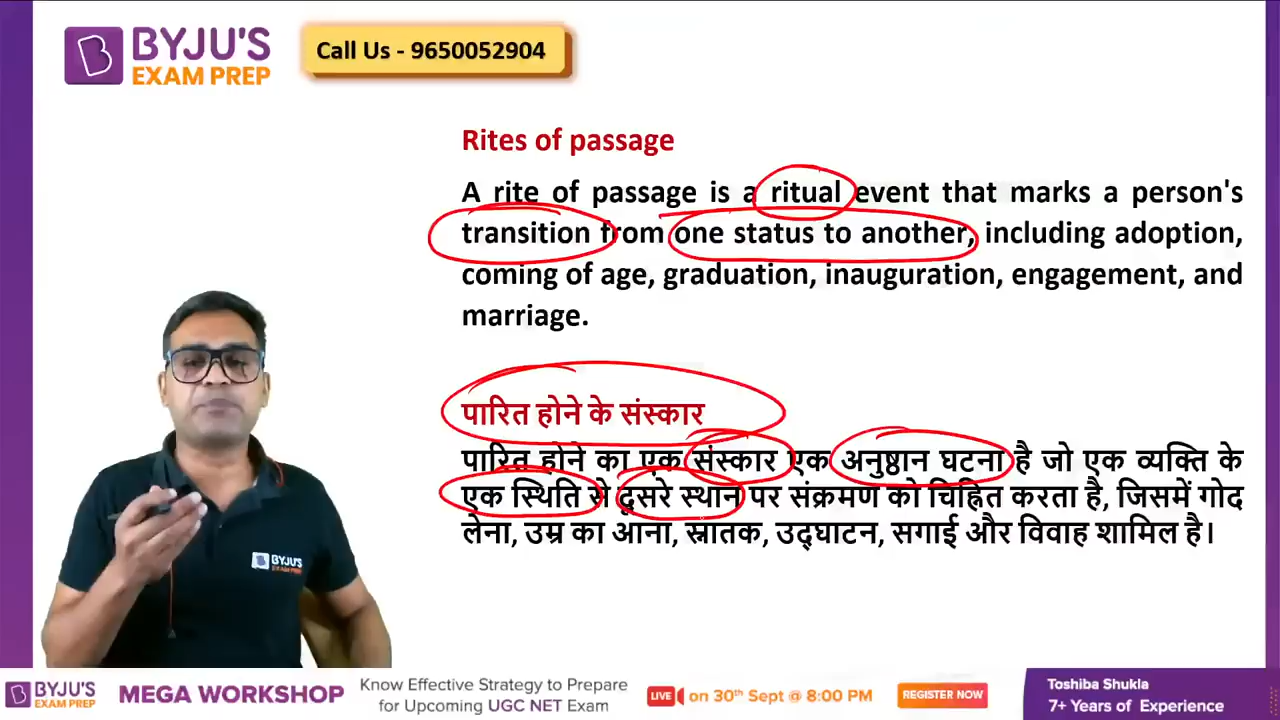 BYJU'S
EXAM PREP
Call Us - 9650052904
Rites of passage
A rite of passage is a ritual event that marks a person's
transition from one status to another, including adoption,
coming of age, graduation, inauguration, engagement, and
marriage.
पारित होने के संस्कार
पारित होने का एक संस्कार एक अनुष्ठान घटना है जो एक व्यक्ति के
एक स्थिति से दूसरे स्थान पर संक्रमण को चिह्नित करता है, जिसमें गोद
लेना, उम्र का आना, स्नातक, उद्घाटन, सगाई और विवाह शामिल है।
BYJU'S
EXAM PREP
BYJU'S
EXAM PREP
MEGA WORKSHOP
Know Effective Strategy to Prepare
for Upcoming UGC NET Exam
LIVE on 30th Sept @ 8:00 PM
REGISTER NOW
Toshiba Shukla
7+ Years of Experience